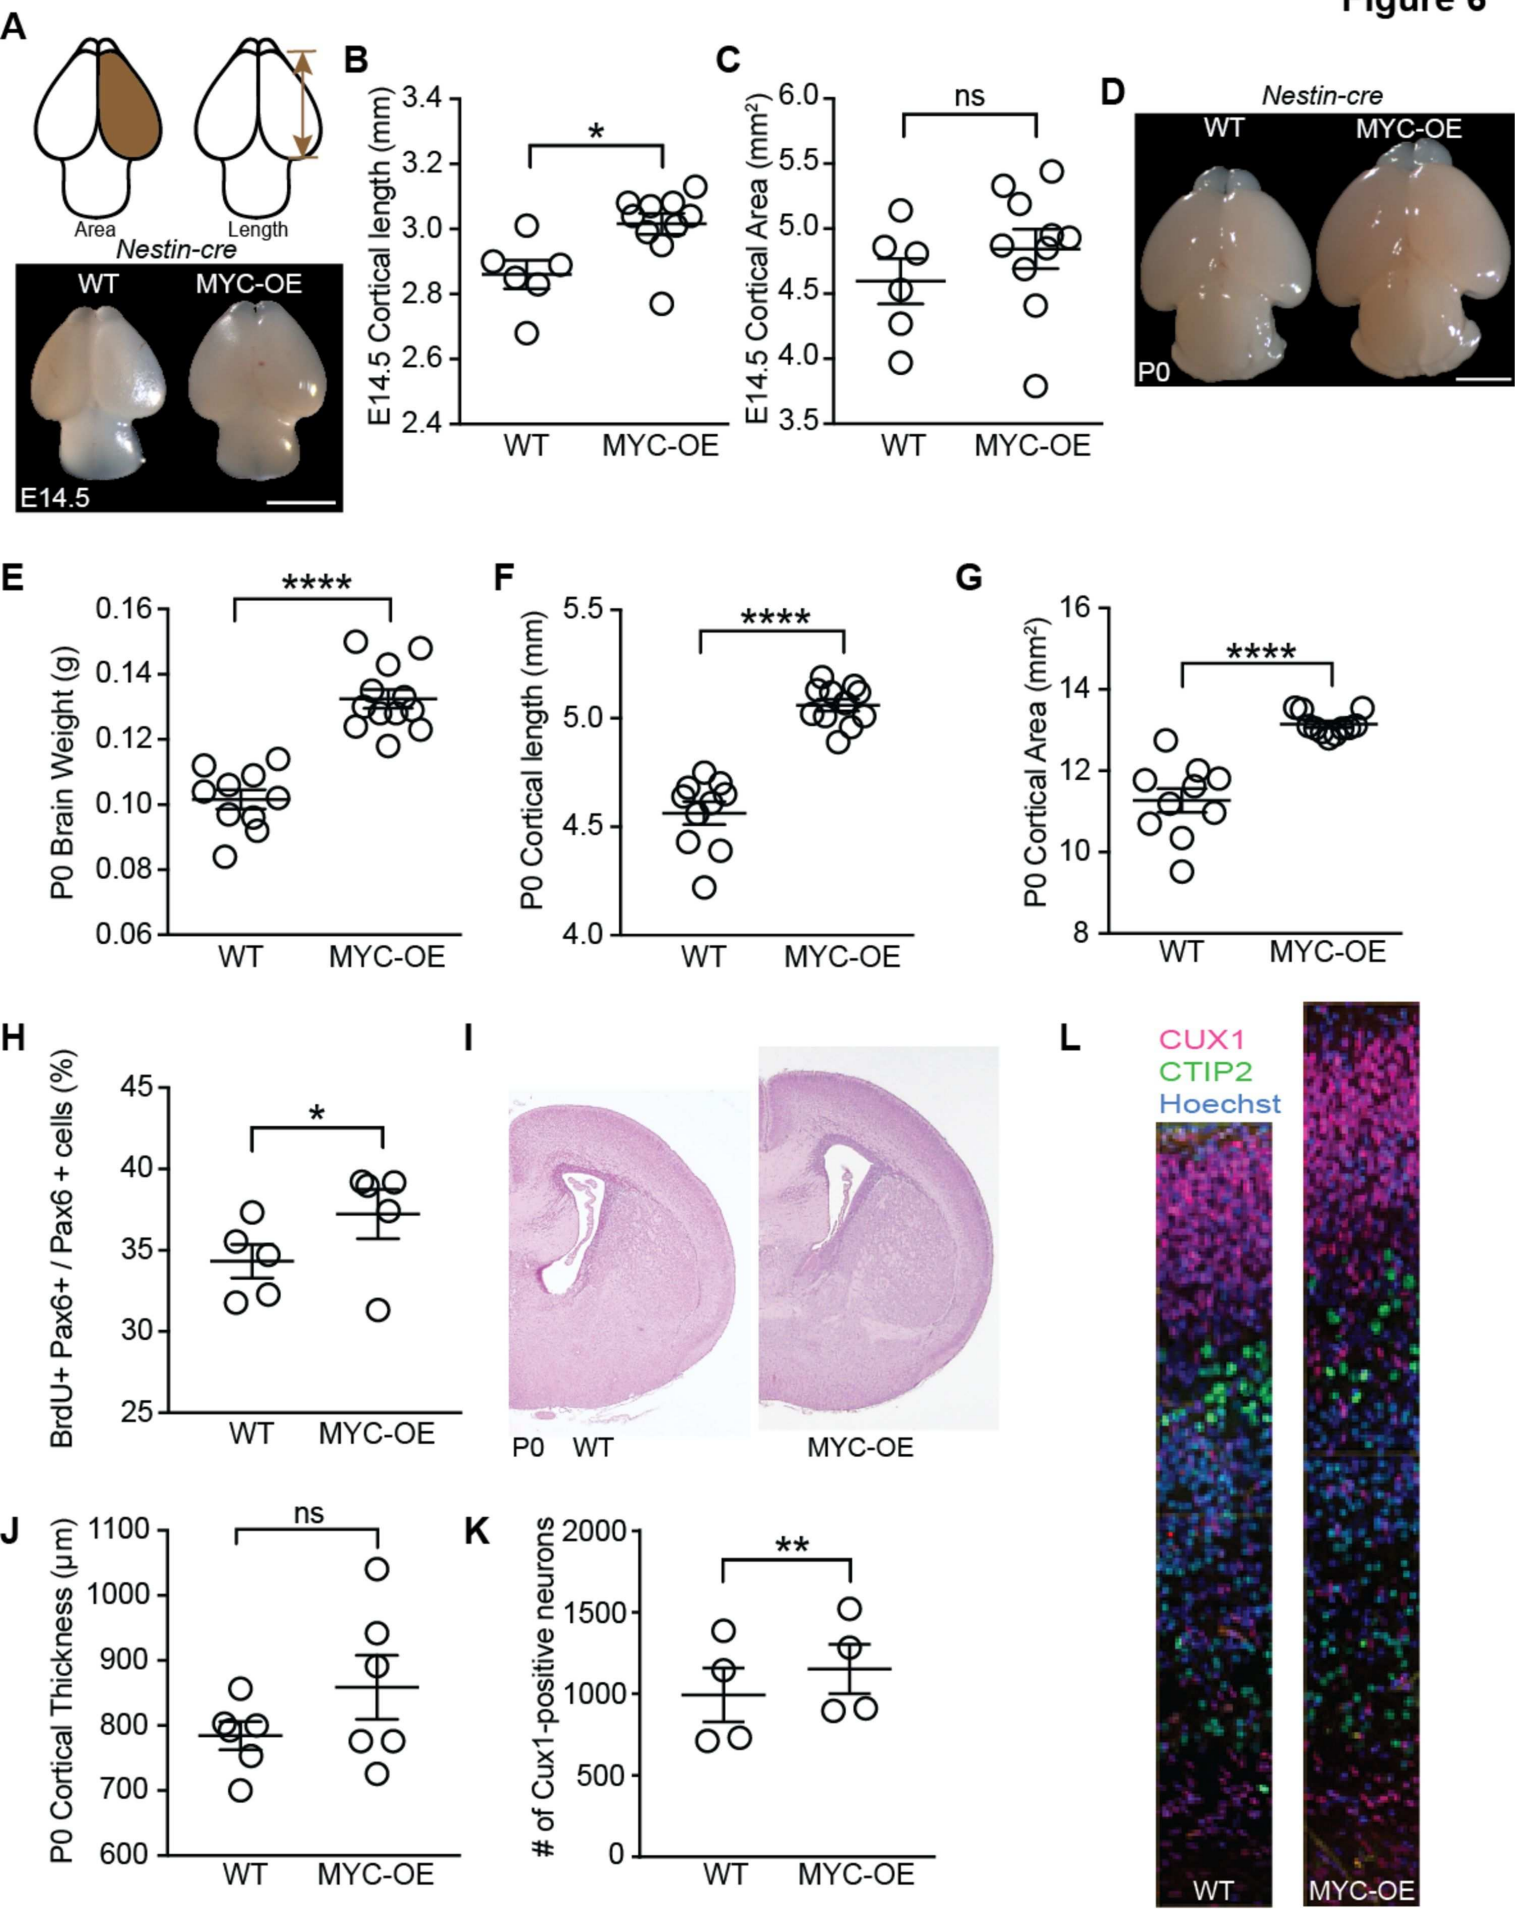 Figure 6
A
Area
Length
Nestin-cre
WT
MYC-OE
E14.5
B
E14.5 Cortical length (mm)
3.4
3.2
3.0
2.8
2.6
2.4
*
WT
MYC-OE
C
E14.5 Cortical Area (mm²)
6.0
5.5
5.0
4.5
4.0
3.5
ns
WT
MYC-OE
D
Nestin-cre
WT
MYC-OE
P0
E
P0 Brain Weight (g)
0.16
0.14
0.12
0.10
0.08
0.06
****
WT
MYC-OE
F
P0 Cortical length (mm)
5.5
5.0
4.5
4.0
****
WT
MYC-OE
G
P0 Cortical Area (mm²)
16
14
12
10
8
****
WT
MYC-OE
H
BrdU+ Pax6+ / Pax6 + cells (%)
45
40
35
30
25
*
WT
MYC-OE
I
P0 WT
MYC-OE
J
P0 Cortical Thickness (μm)
1100
1000
900
800
700
600
ns
WT
MYC-OE
K
# of Cux1-positive neurons
2000
1500
1000
500
0
**
WT
MYC-OE
L
CUX1
CTIP2
Hoechst
WT
MYC-OE